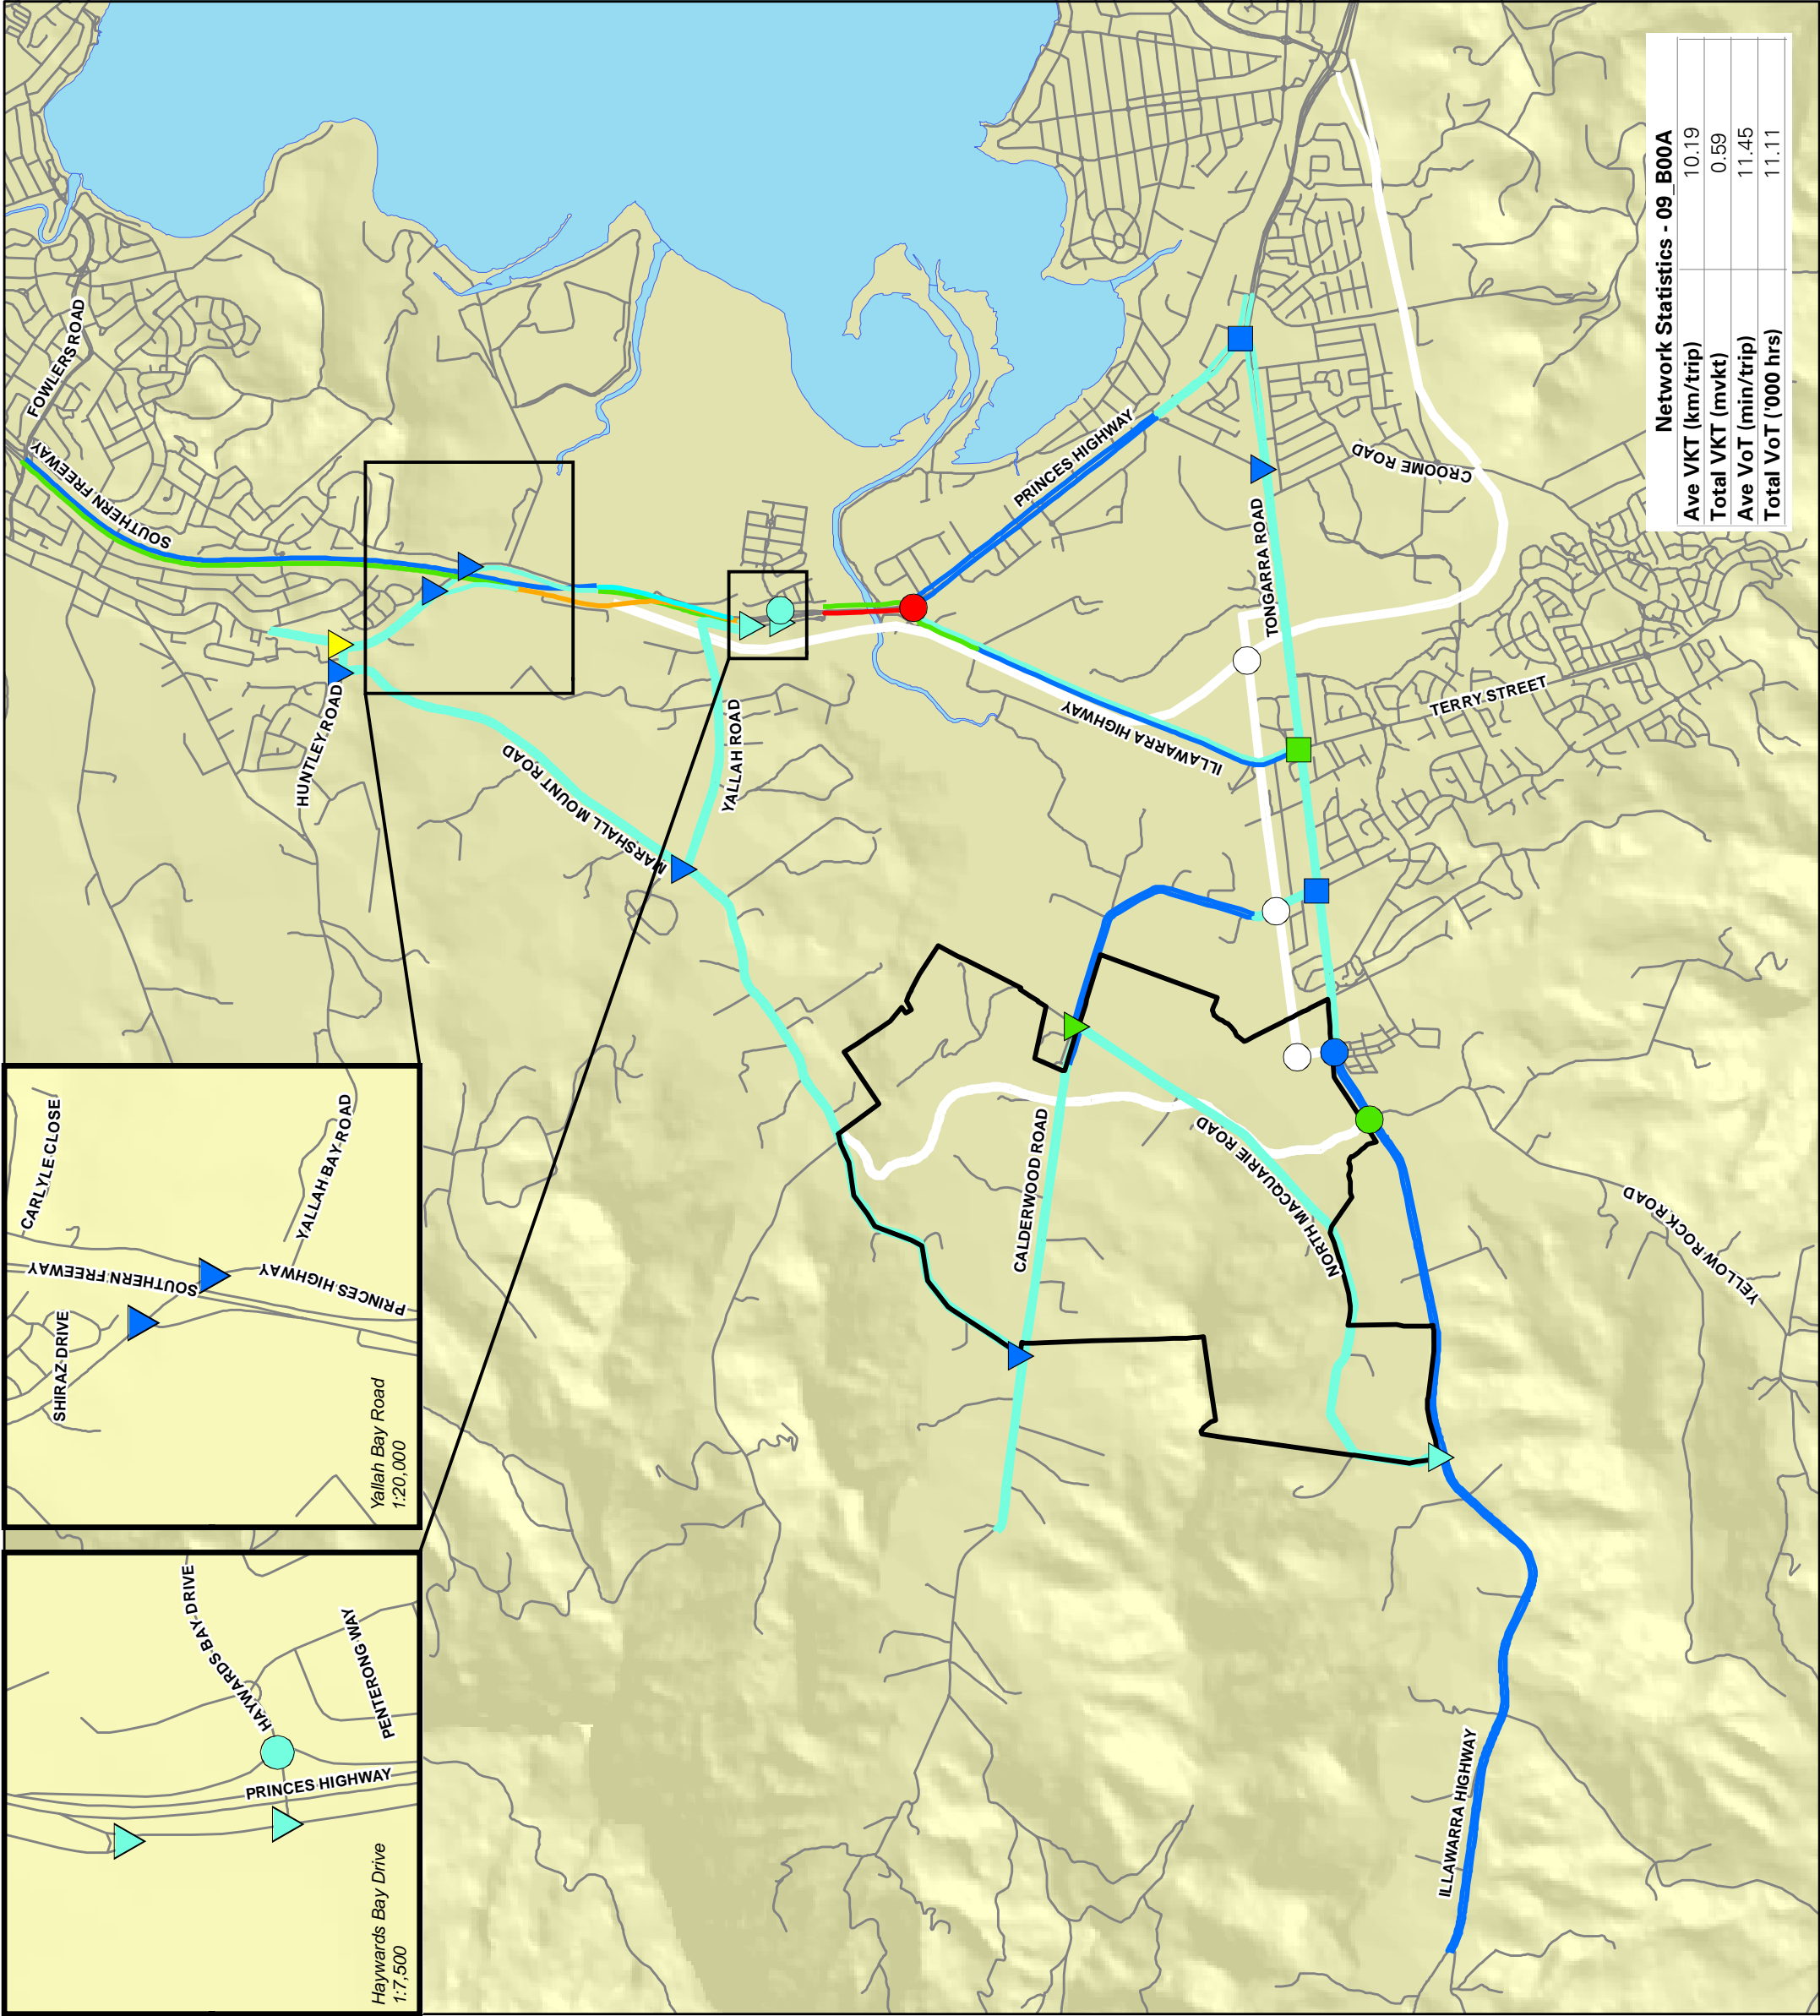 FOWLERS ROAD
SOUTHERN FREEWAY
HUNTLEY ROAD
MARSHALL MOUNT ROAD
YALLAH ROAD
PRINCES HIGHWAY
ILLAWARRA HIGHWAY
TONGARRA ROAD
CROOME ROAD
TERRY STREET
CALDERWOOD ROAD
NORTH MACQUARIE ROAD
YELLOW ROCK ROAD
ILLAWARRA HIGHWAY
CARLYLE CLOSE
SOUTHERN FREEWAY
SHIRAZ DRIVE
PRINCES HIGHWAY
YALLAH BAY ROAD
Yallah Bay Road
1:20,000
HAYWARDS BAY DRIVE
PENTERONG WAY
PRINCES HIGHWAY
Haywards Bay Drive
1:7,500
Network Statistics - 09_B00A
Ave VKT (km/trip) 10.19
Total VKT (mvkt) 0.59
Ave VoT (min/trip) 11.45
Total VoT ('000 hrs) 11.11